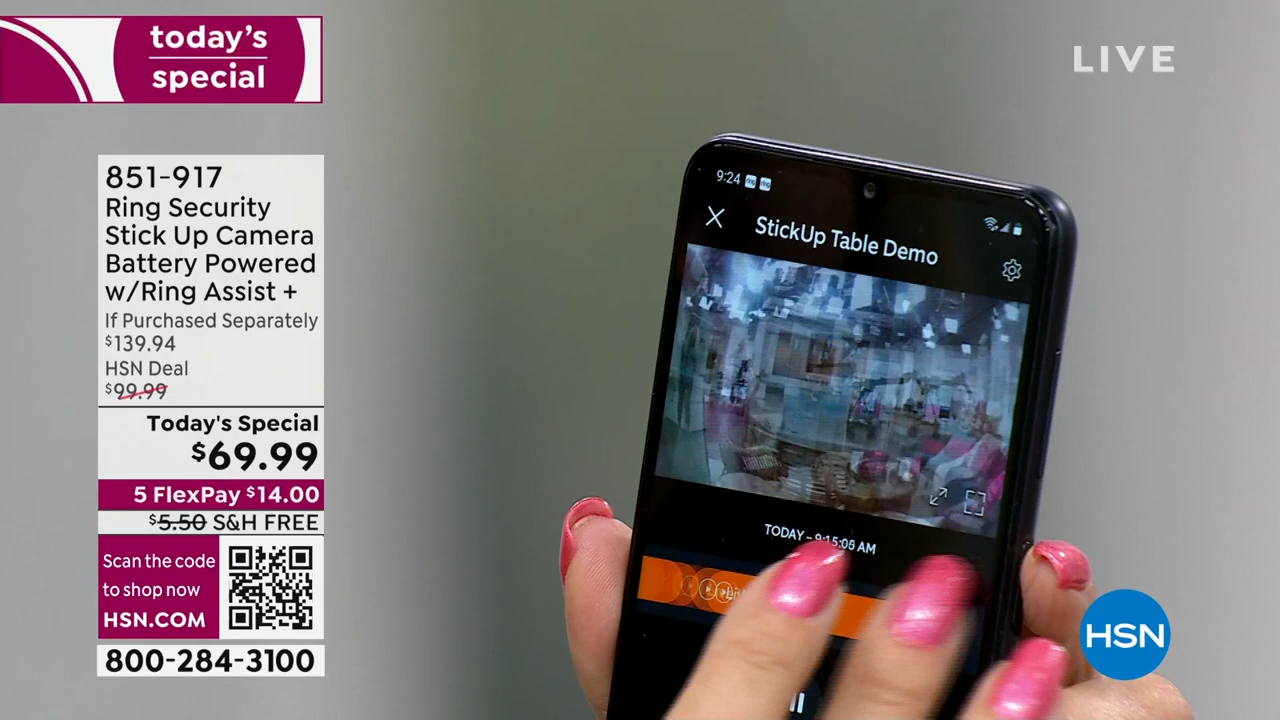 today's
special
LIVE
851-917
Ring Security
Stick Up Camera
Battery Powered
w/Ring Assist +
If Purchased Separately
$139.94
HSN Deal
$99.99
Today's Special
$69.99
5 FlexPay $14.00
$5.50 S&H FREE
Scan the code
to shop now
HSN.COM
800-284-3100
9:24
StickUp Table Demo
TODAY – 9:15:06 AM
HSN